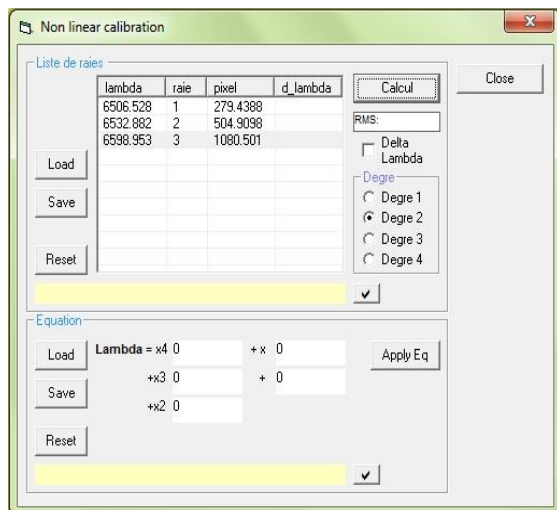 Non linear calibration
Liste de raies
lambda raie pixel d_lambda
6506.528 1 279.4388
6532.882 2 504.9098
6598.953 3 1080.501
Load
Save
Reset
Calcul
RMS:
Delta
Lambda
Degre
Degre 1
Degre 2
Degre 3
Degre 4
Close
Equation
Load
Save
Reset
Lambda = x4 0 + x 0
+x3 0 + 0
+x2 0
Apply Eq